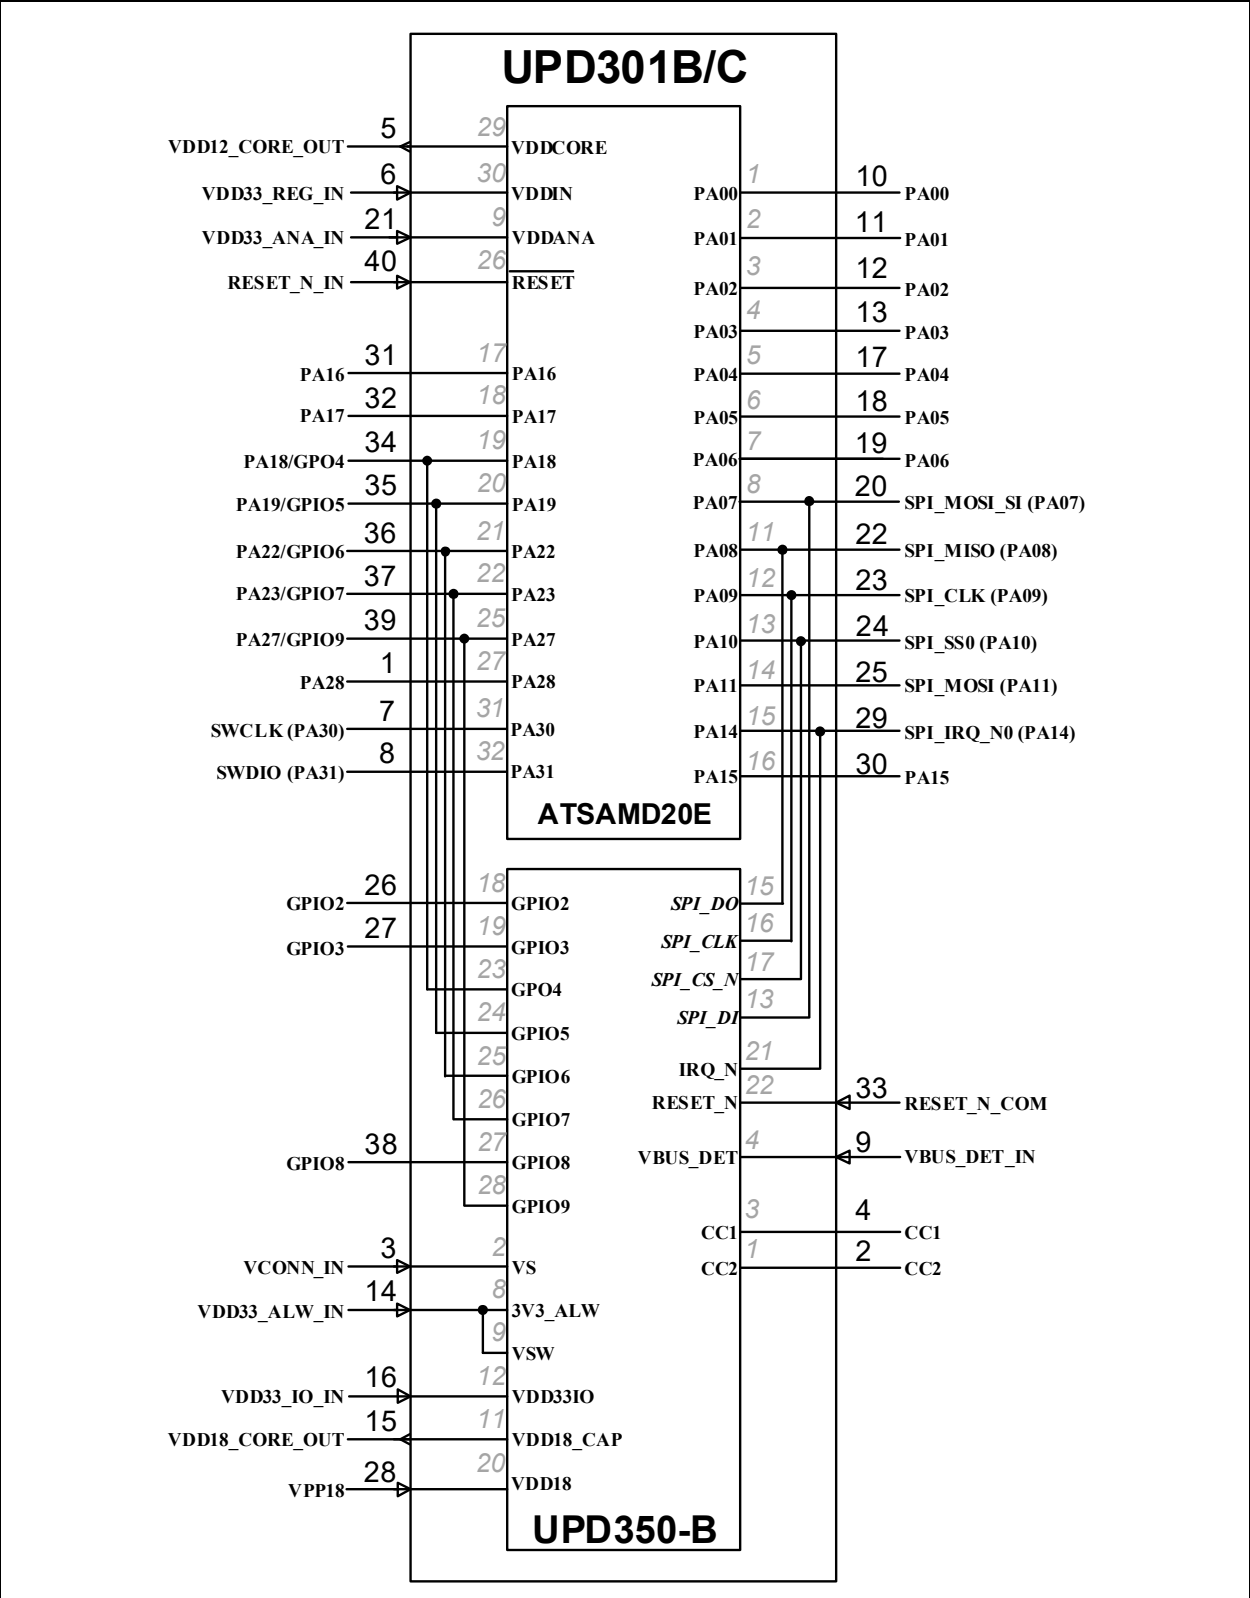 UPD301B/C
VDD12_CORE_OUT 5 29 VDDCORE
VDD33_REG_IN 6 30 VDDIN PA00 1 10 PA00
VDD33_ANA_IN 21 9 VDDANA PA01 2 11 PA01
RESET_N_IN 40 26 RESET PA02 3 12 PA02
PA03 4 13 PA03
PA16 31 17 PA16 PA04 5 17 PA04
PA17 32 18 PA17 PA05 6 18 PA05
PA18/GPO4 34 19 PA18 PA06 7 19 PA06
PA19/GPIO5 35 20 PA19 PA07 8 20 SPI_MOSI_SI (PA07)
PA22/GPIO6 36 21 PA22 PA08 11 22 SPI_MISO (PA08)
PA23/GPIO7 37 22 PA23 PA09 12 23 SPI_CLK (PA09)
PA27/GPIO9 39 25 PA27 PA10 13 24 SPI_SS0 (PA10)
PA28 1 27 PA28 PA11 14 25 SPI_MOSI (PA11)
SWCLK (PA30) 7 31 PA30 PA14 15 29 SPI_IRQ_N0 (PA14)
SWDIO (PA31) 8 32 PA31 PA15 16 30 PA15
ATSAMD20E
GPIO2 26 18 GPIO2 SPI_DO 15
GPIO3 27 19 GPIO3 SPI_CLK 16
23 GPO4 SPI_CS_N 17
24 GPIO5 SPI_DI 13
25 GPIO6 IRQ_N 21
26 GPIO7 RESET_N 22 33 RESET_N_COM
GPIO8 38 27 GPIO8 VBUS_DET 4 9 VBUS_DET_IN
28 GPIO9 CC1 3 4 CC1
VCONN_IN 3 2 VS CC2 1 2 CC2
VDD33_ALW_IN 14 8 3V3_ALW
9 VSW
VDD33_IO_IN 16 12 VDD33IO
VDD18_CORE_OUT 15 11 VDD18_CAP
VPP18 28 20 VDD18
UPD350-B